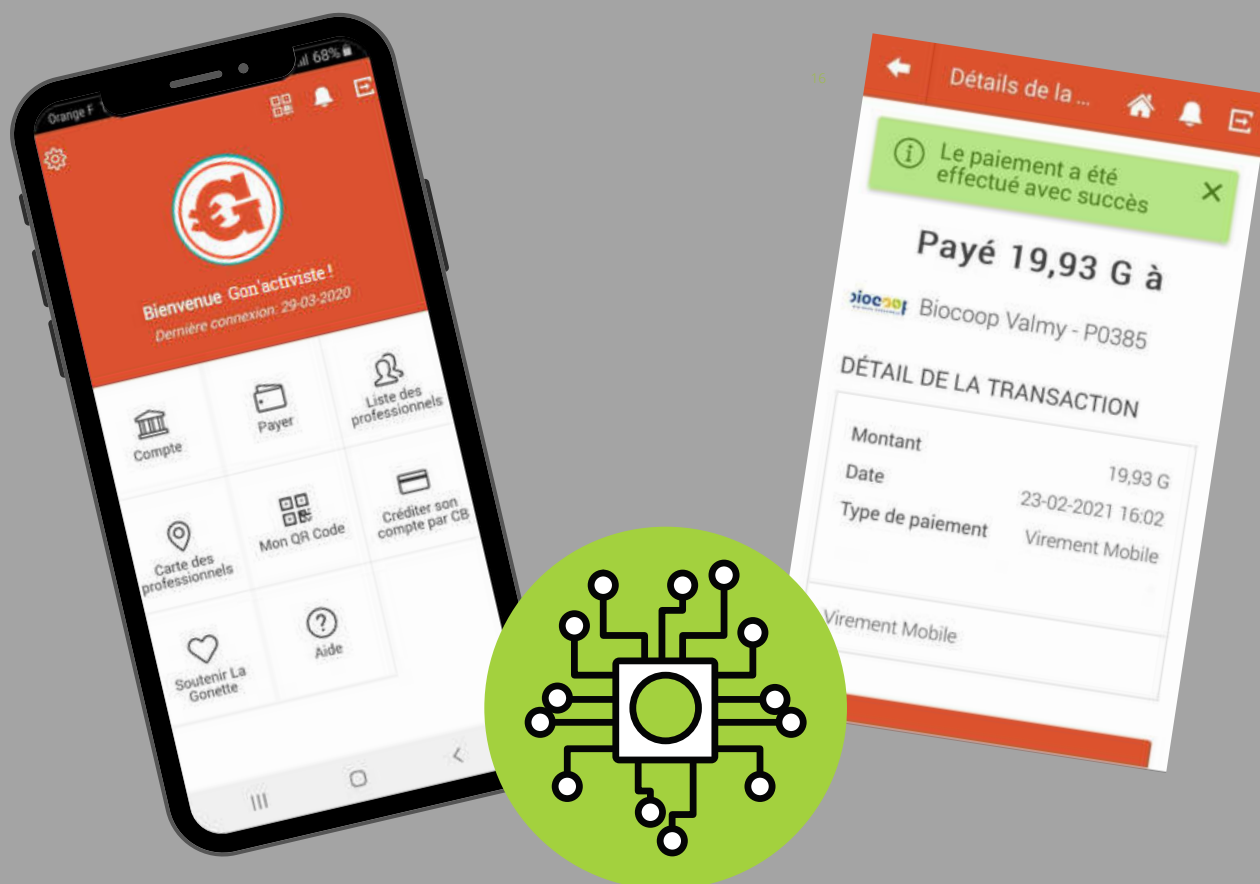 Orange F
68%
Bienvenue Gon'activiste !
Dernière connexion: 29-03-2020
Compte
Payer
Liste des
professionnels
Carte des
professionnels
Mon QR Code
Créditer son
compte par CB
Soutenir La
Gonette
Aide
Détails de la ...
Le paiement a été
effectué avec succès
Payé 19,93 G à
Biocoop Valmy - P0385
DÉTAIL DE LA TRANSACTION
Montant
19,93 G
Date
23-02-2021 16:02
Type de paiement
Virement Mobile
Virement Mobile